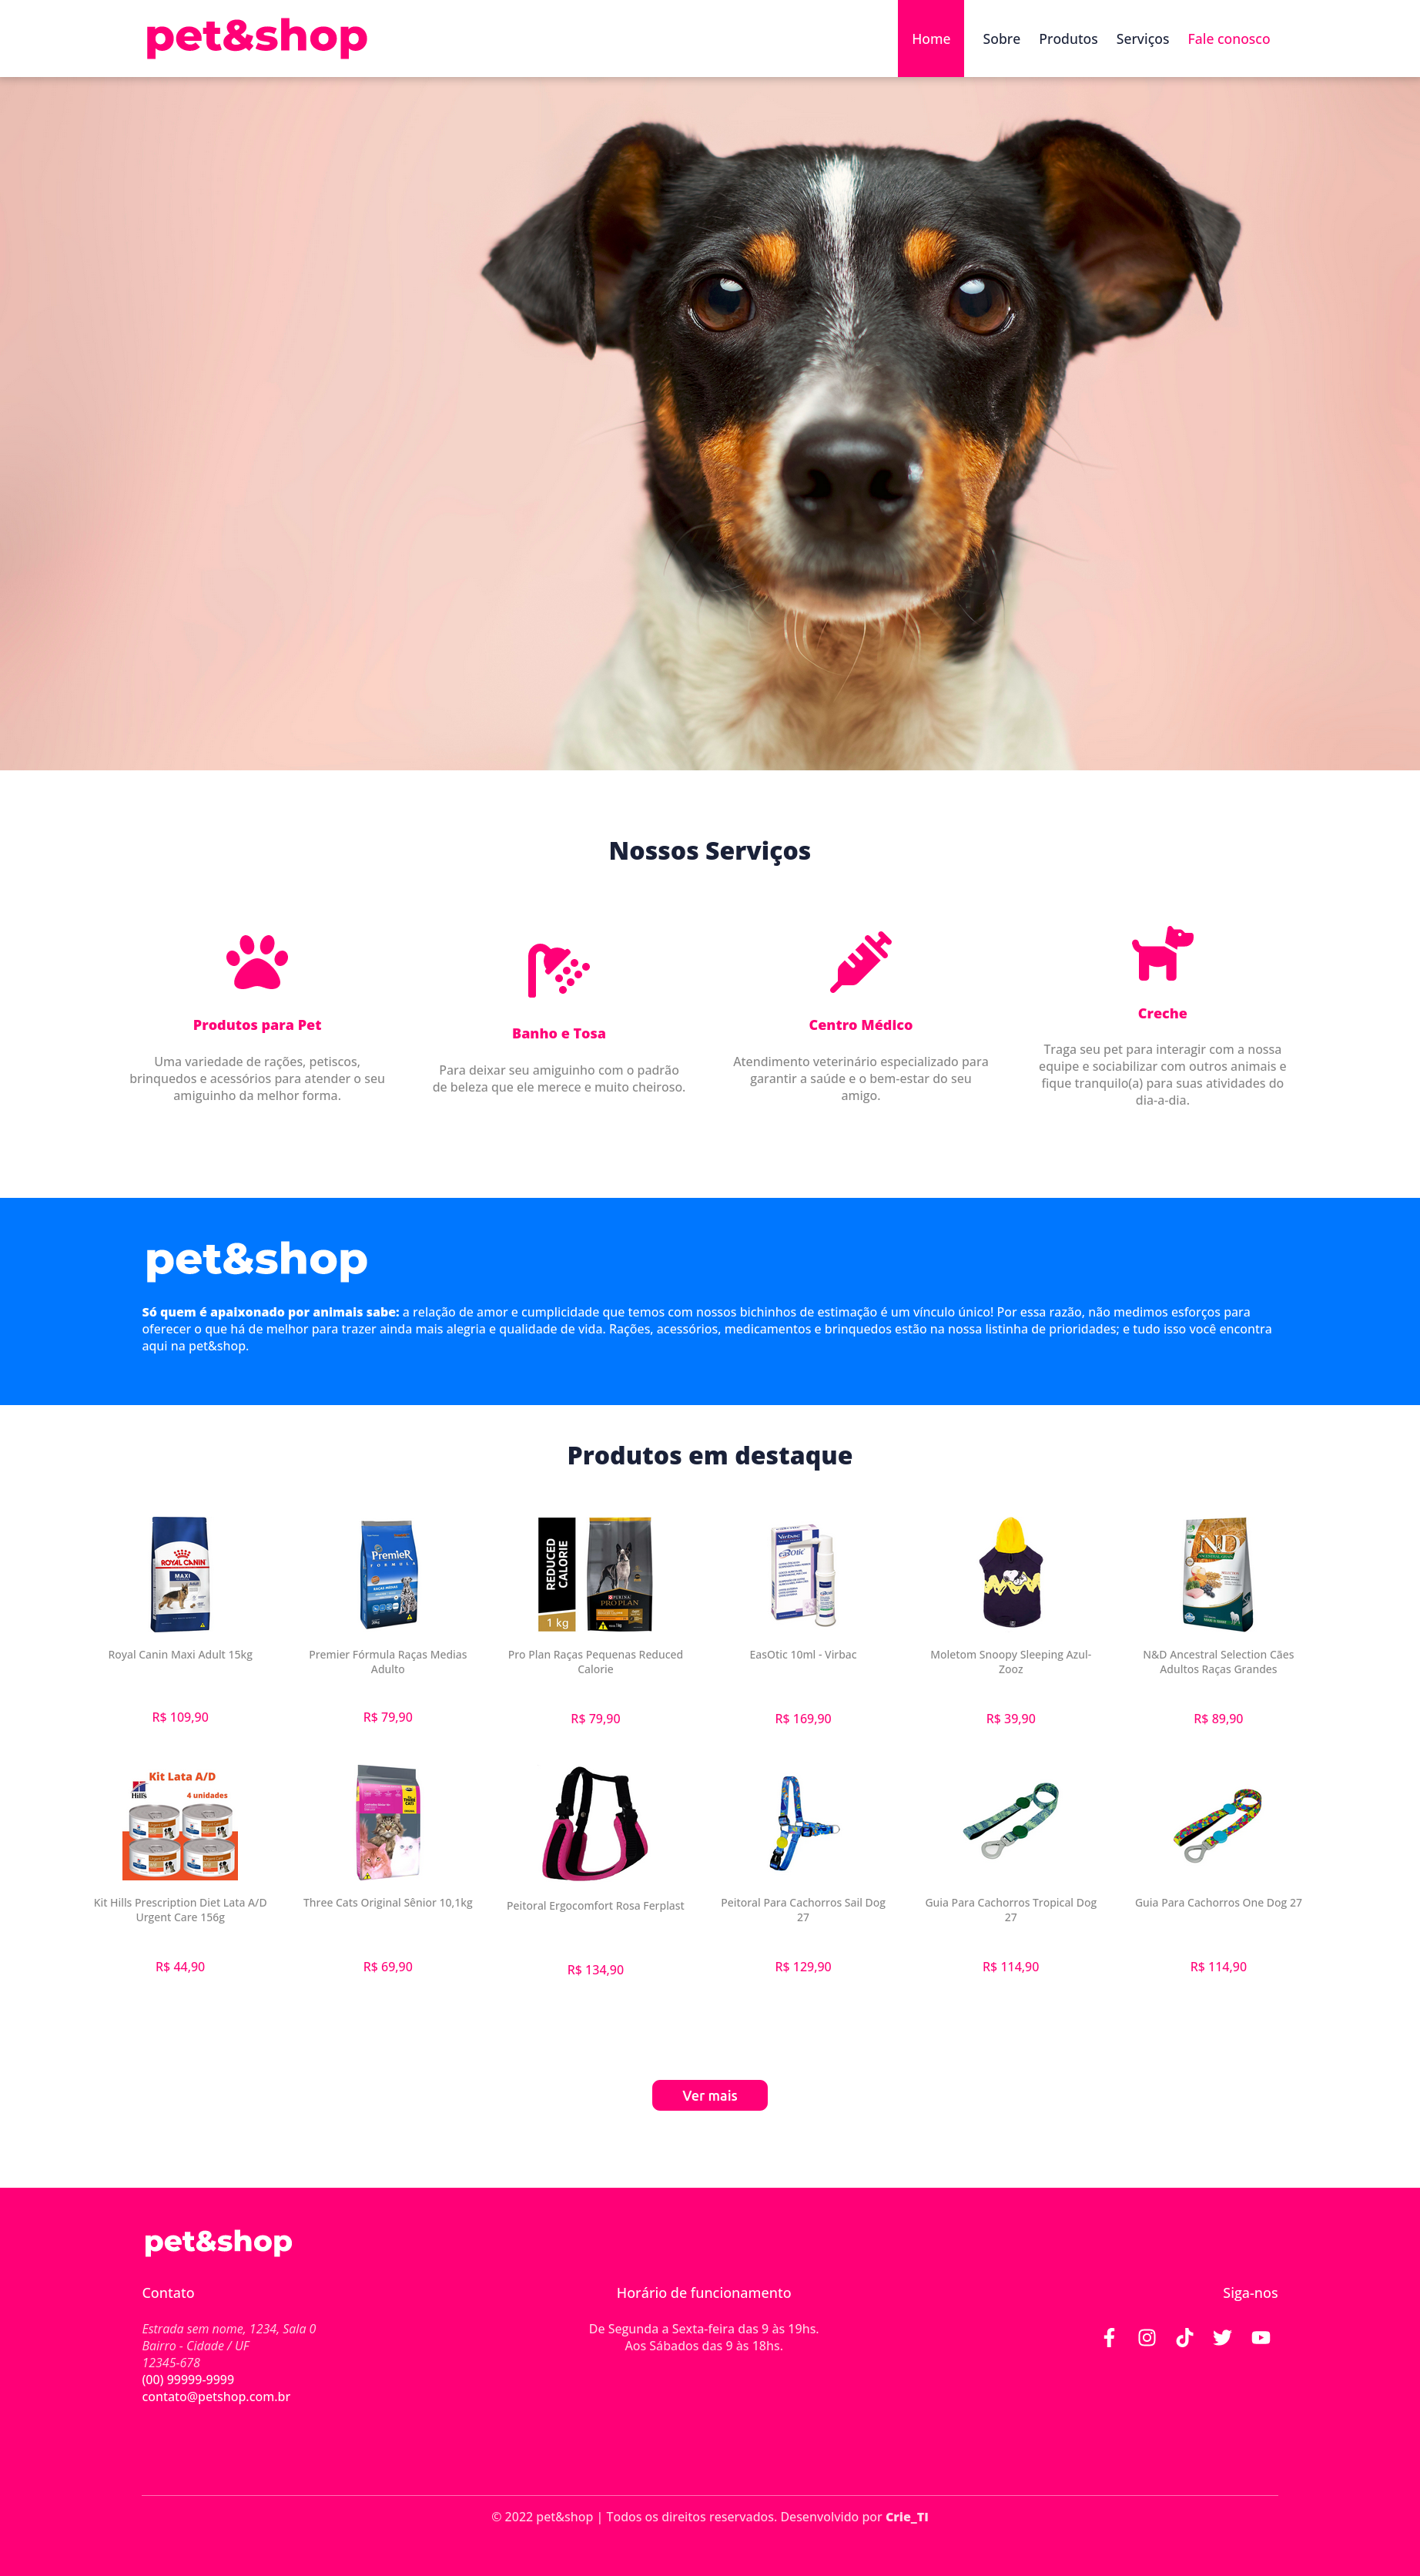 pet&shop
Home
Sobre
Produtos
Serviços
Fale conosco
Nossos Serviços
Produtos para Pet
Uma variedade de rações, petiscos,
brinquedos e acessórios para atender o seu
amiguinho da melhor forma.
Banho e Tosa
Para deixar seu amiguinho com o padrão
de beleza que ele merece e muito cheiroso.
Centro Médico
Atendimento veterinário especializado para
garantir a saúde e o bem-estar do seu
amigo.
Creche
Traga seu pet para interagir com a nossa
equipe e sociabilizar com outros animais e
fique tranquilo(a) para suas atividades do
dia-a-dia.
pet&shop
Só quem é apaixonado por animais sabe: a relação de amor e cumplicidade que temos com nossos bichinhos de estimação é um vínculo único! Por essa razão, não medimos esforços para
oferecer o que há de melhor para trazer ainda mais alegria e qualidade de vida. Rações, acessórios, medicamentos e brinquedos estão na nossa listinha de prioridades; e tudo isso você encontra
aqui na pet&shop.
Produtos em destaque
ROYAL CANIN
MAXI
Royal Canin Maxi Adult 15kg
R$ 109,90
PremieR
FORMULA
Premier Fórmula Raças Medias
Adulto
R$ 79,90
REDUCED
CALORIE
1 kg
PURINA
PRO PLAN
Pro Plan Raças Pequenas Reduced
Calorie
R$ 79,90
Virbac
easOtic
EasOtic 10ml - Virbac
R$ 169,90
Moletom Snoopy Sleeping Azul-
Zooz
R$ 39,90
N&D
N&D Ancestral Selection Cães
Adultos Raças Grandes
R$ 89,90
Kit Lata A/D
Hill's
4 unidades
Kit Hills Prescription Diet Lata A/D
Urgent Care 156g
R$ 44,90
Three Cats Original Sênior 10,1kg
R$ 69,90
Peitoral Ergocomfort Rosa Ferplast
R$ 134,90
Peitoral Para Cachorros Sail Dog
27
R$ 129,90
Guia Para Cachorros Tropical Dog
27
R$ 114,90
Guia Para Cachorros One Dog 27
R$ 114,90
Ver mais
pet&shop
Contato
Estrada sem nome, 1234, Sala 0
Bairro - Cidade / UF
12345-678
(00) 99999-9999
contato@petshop.com.br
Horário de funcionamento
De Segunda a Sexta-feira das 9 às 19hs.
Aos Sábados das 9 às 18hs.
Siga-nos
© 2022 pet&shop | Todos os direitos reservados. Desenvolvido por Crie_TI